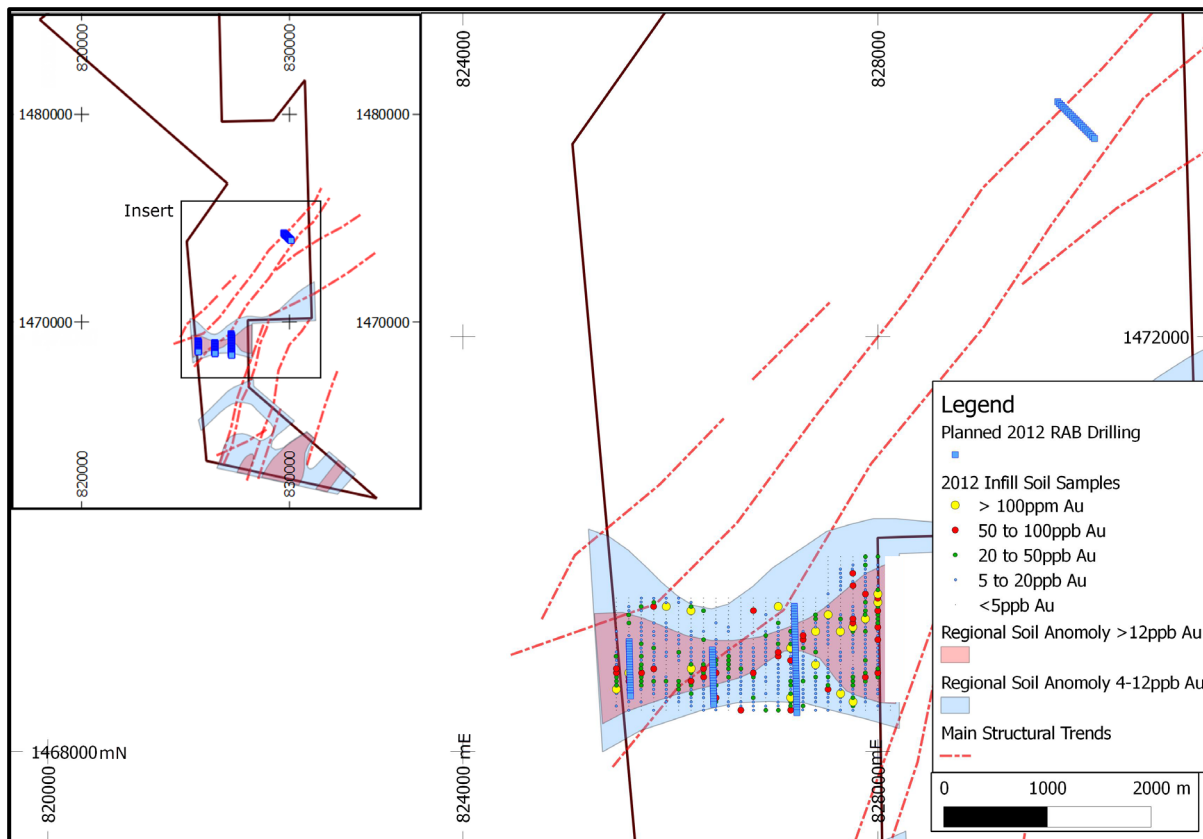 820000
830000
1480000
1480000
Insert
1470000
1470000
820000
830000
824000
828000
1472000
1468000 mN
820000
824000 mE
828000mE
Legend
Planned 2012 RAB Drilling
2012 Infill Soil Samples
> 100ppm Au
50 to 100ppb Au
20 to 50ppb Au
5 to 20ppb Au
<5ppb Au
Regional Soil Anomoly >12ppb Au
Regional Soil Anomoly 4-12ppb Au
Main Structural Trends
0 1000 2000 m